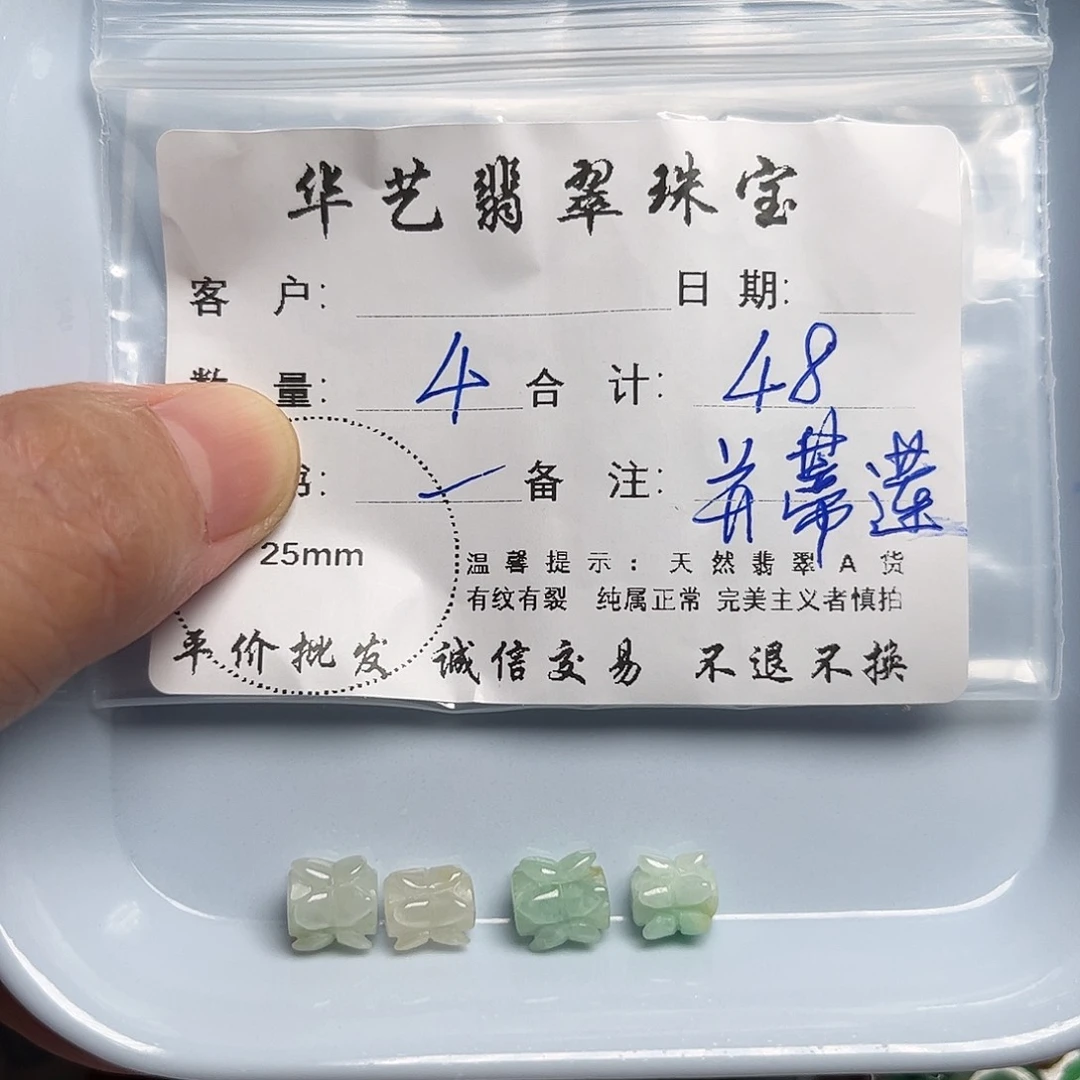 华艺翡翠珠宝
客 户: 日 期:
数 量: 4 合 计: 48
书: 备 注: 并蒂莲
25mm
温馨提示: 天然翡翠A货
有纹有裂 纯属正常 完美主义者慎拍
平价批发 诚信交易 不退不换